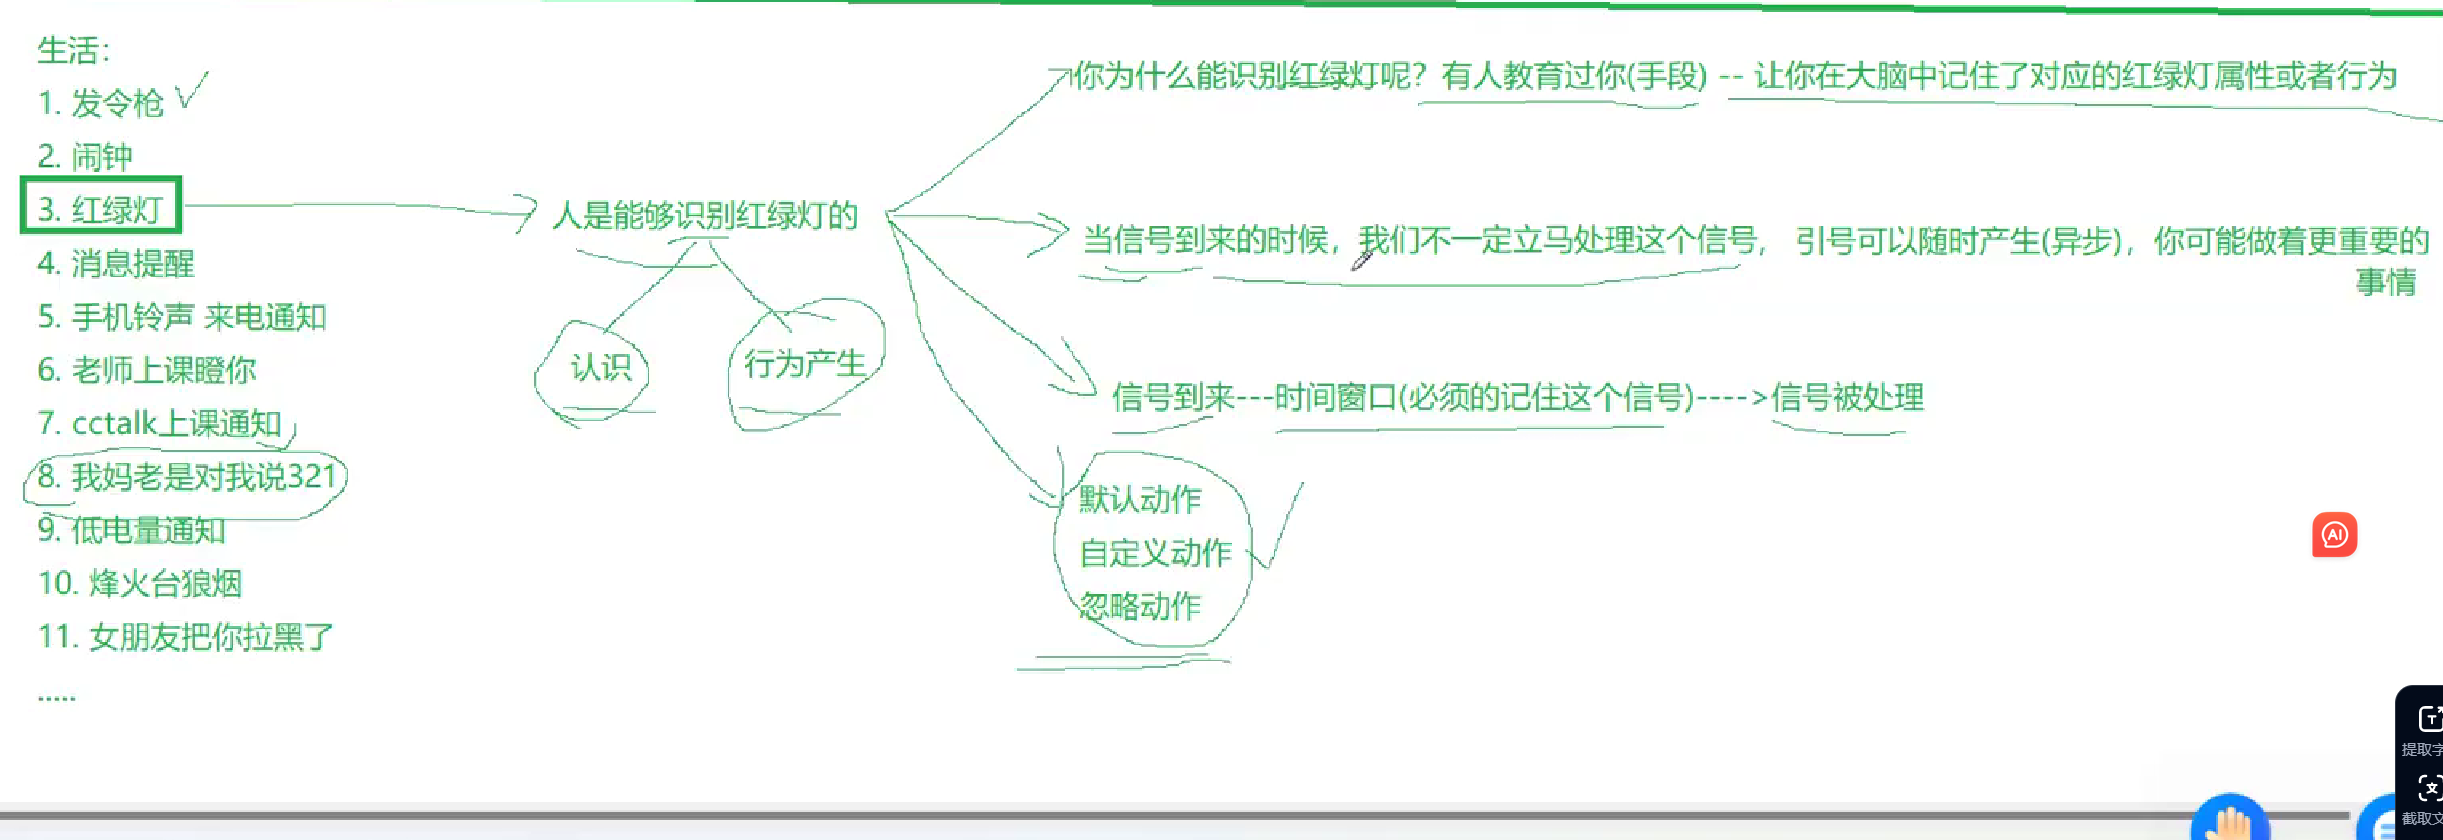 生活：
1. 发令枪
2. 闹钟
3. 红绿灯
4. 消息提醒
5. 手机铃声 来电通知
6. 老师上课瞪你
7. cctalk上课通知
8. 我妈老是对我说321
9. 低电量通知
10. 烽火台狼烟
11. 女朋友把你拉黑了
.....
人是能够识别红绿灯的
认识
行为产生
你为什么能识别红绿灯呢？有人教育过你(手段) -- 让你在大脑中记住了对应的红绿灯属性或者行为
当信号到来的时候，我们不一定立马处理这个信号， 引号可以随时产生(异步)，你可能做着更重要的
事情
信号到来---时间窗口(必须的记住这个信号)---->信号被处理
默认动作
自定义动作
忽略动作
AI